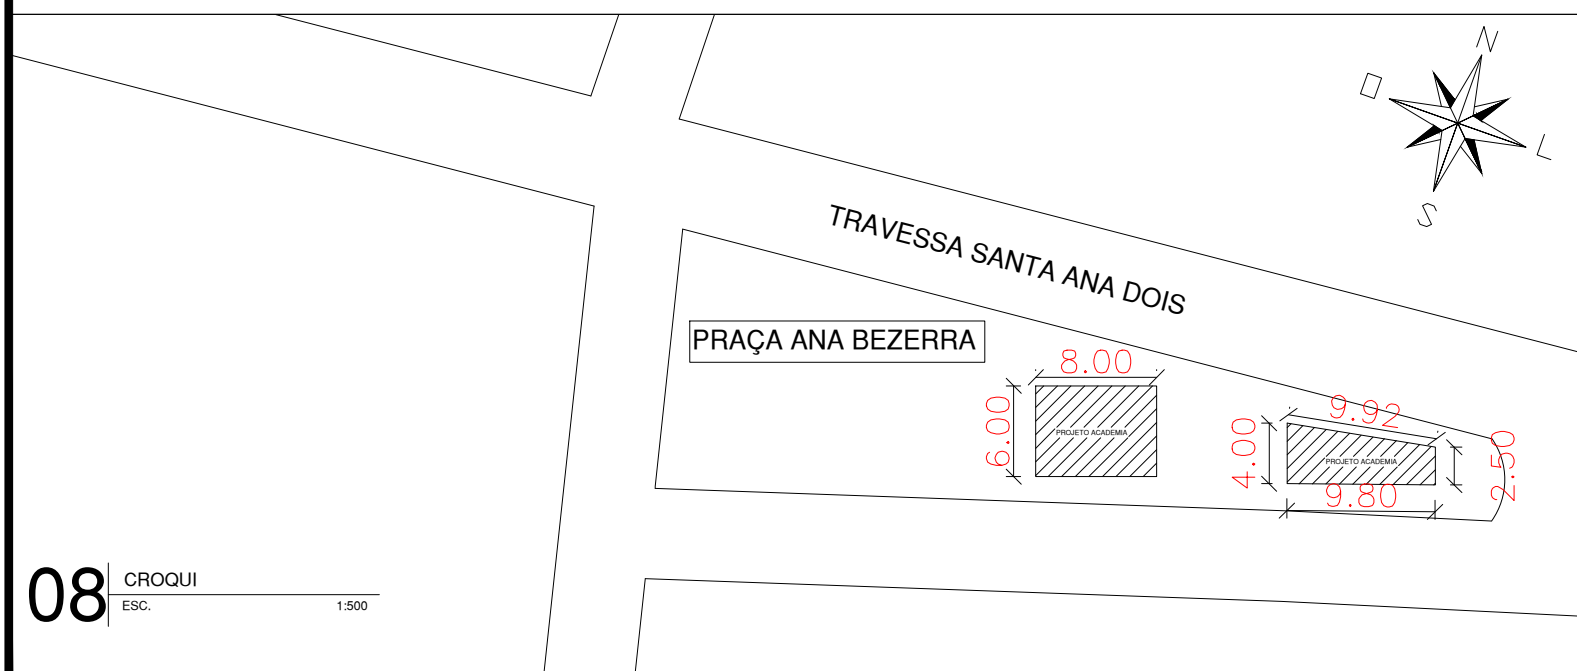 N
O
L
S
TRAVESSA SANTA ANA DOIS
PRAÇA ANA BEZERRA
8.00
6.00
PROJETO ACADEMIA
9.92
4.00
PROJETO ACADEMIA
2.50
9.80
08
CROQUI
ESC. 1:500